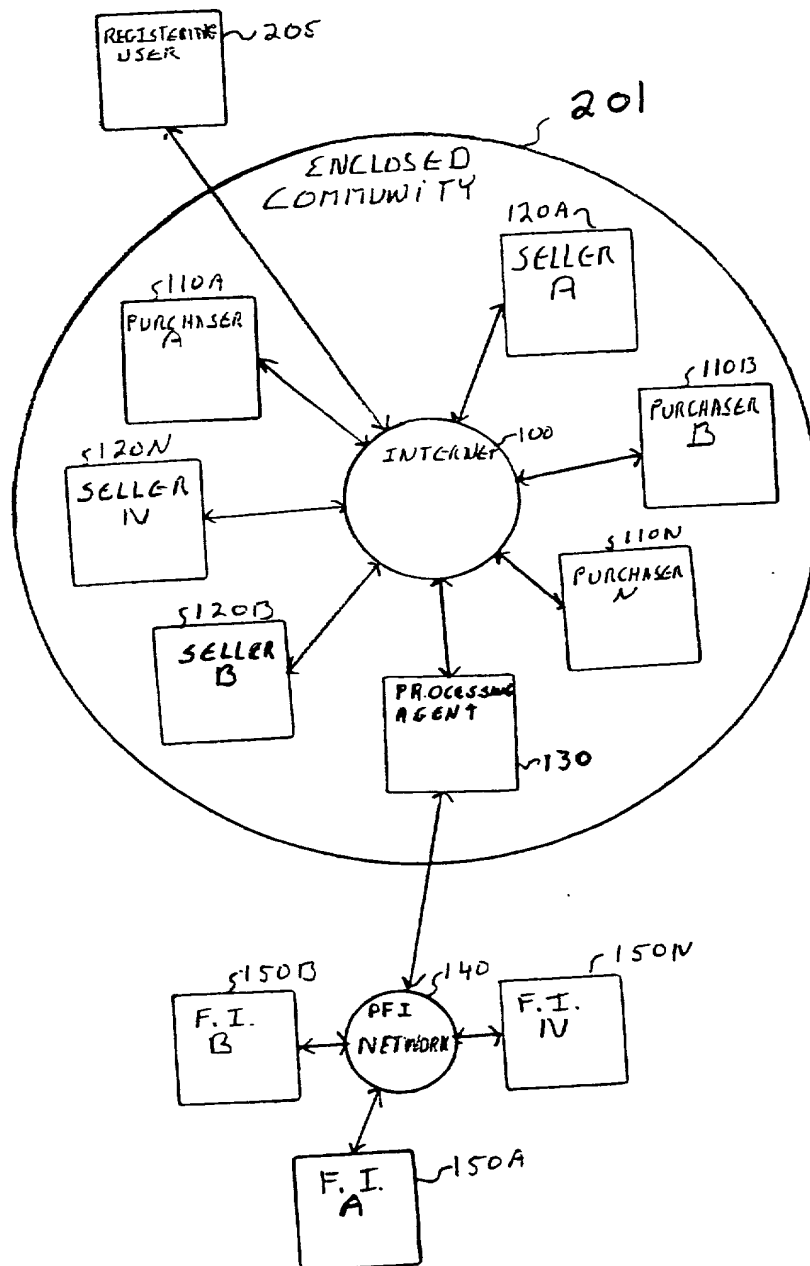 REGISTERING
USER
205
201
ENCLOSED
COMMUNITY
120A
SELLER
A
110A
PURCHASER
A
110B
PURCHASER
B
INTERNET
100
120N
SELLER
N
110N
PURCHASER
N
120B
SELLER
B
PROCESSING
AGENT
130
150B
F. I.
B
140
PFI
NETWORK
150N
F. I.
N
150A
F. I.
A